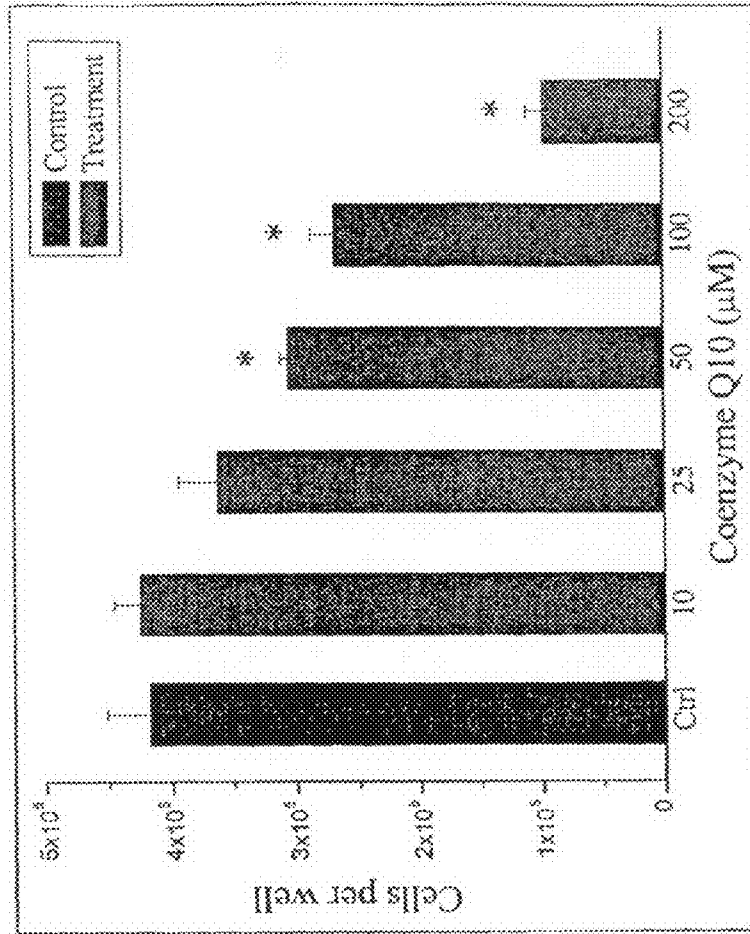 Control
Treatment
Cells per well
5x10⁵
4x10⁵
3x10⁵
2x10⁵
1x10⁵
0
Ctrl
10
25
50
100
200
*
*
*
Coenzyme Q10 (μM)